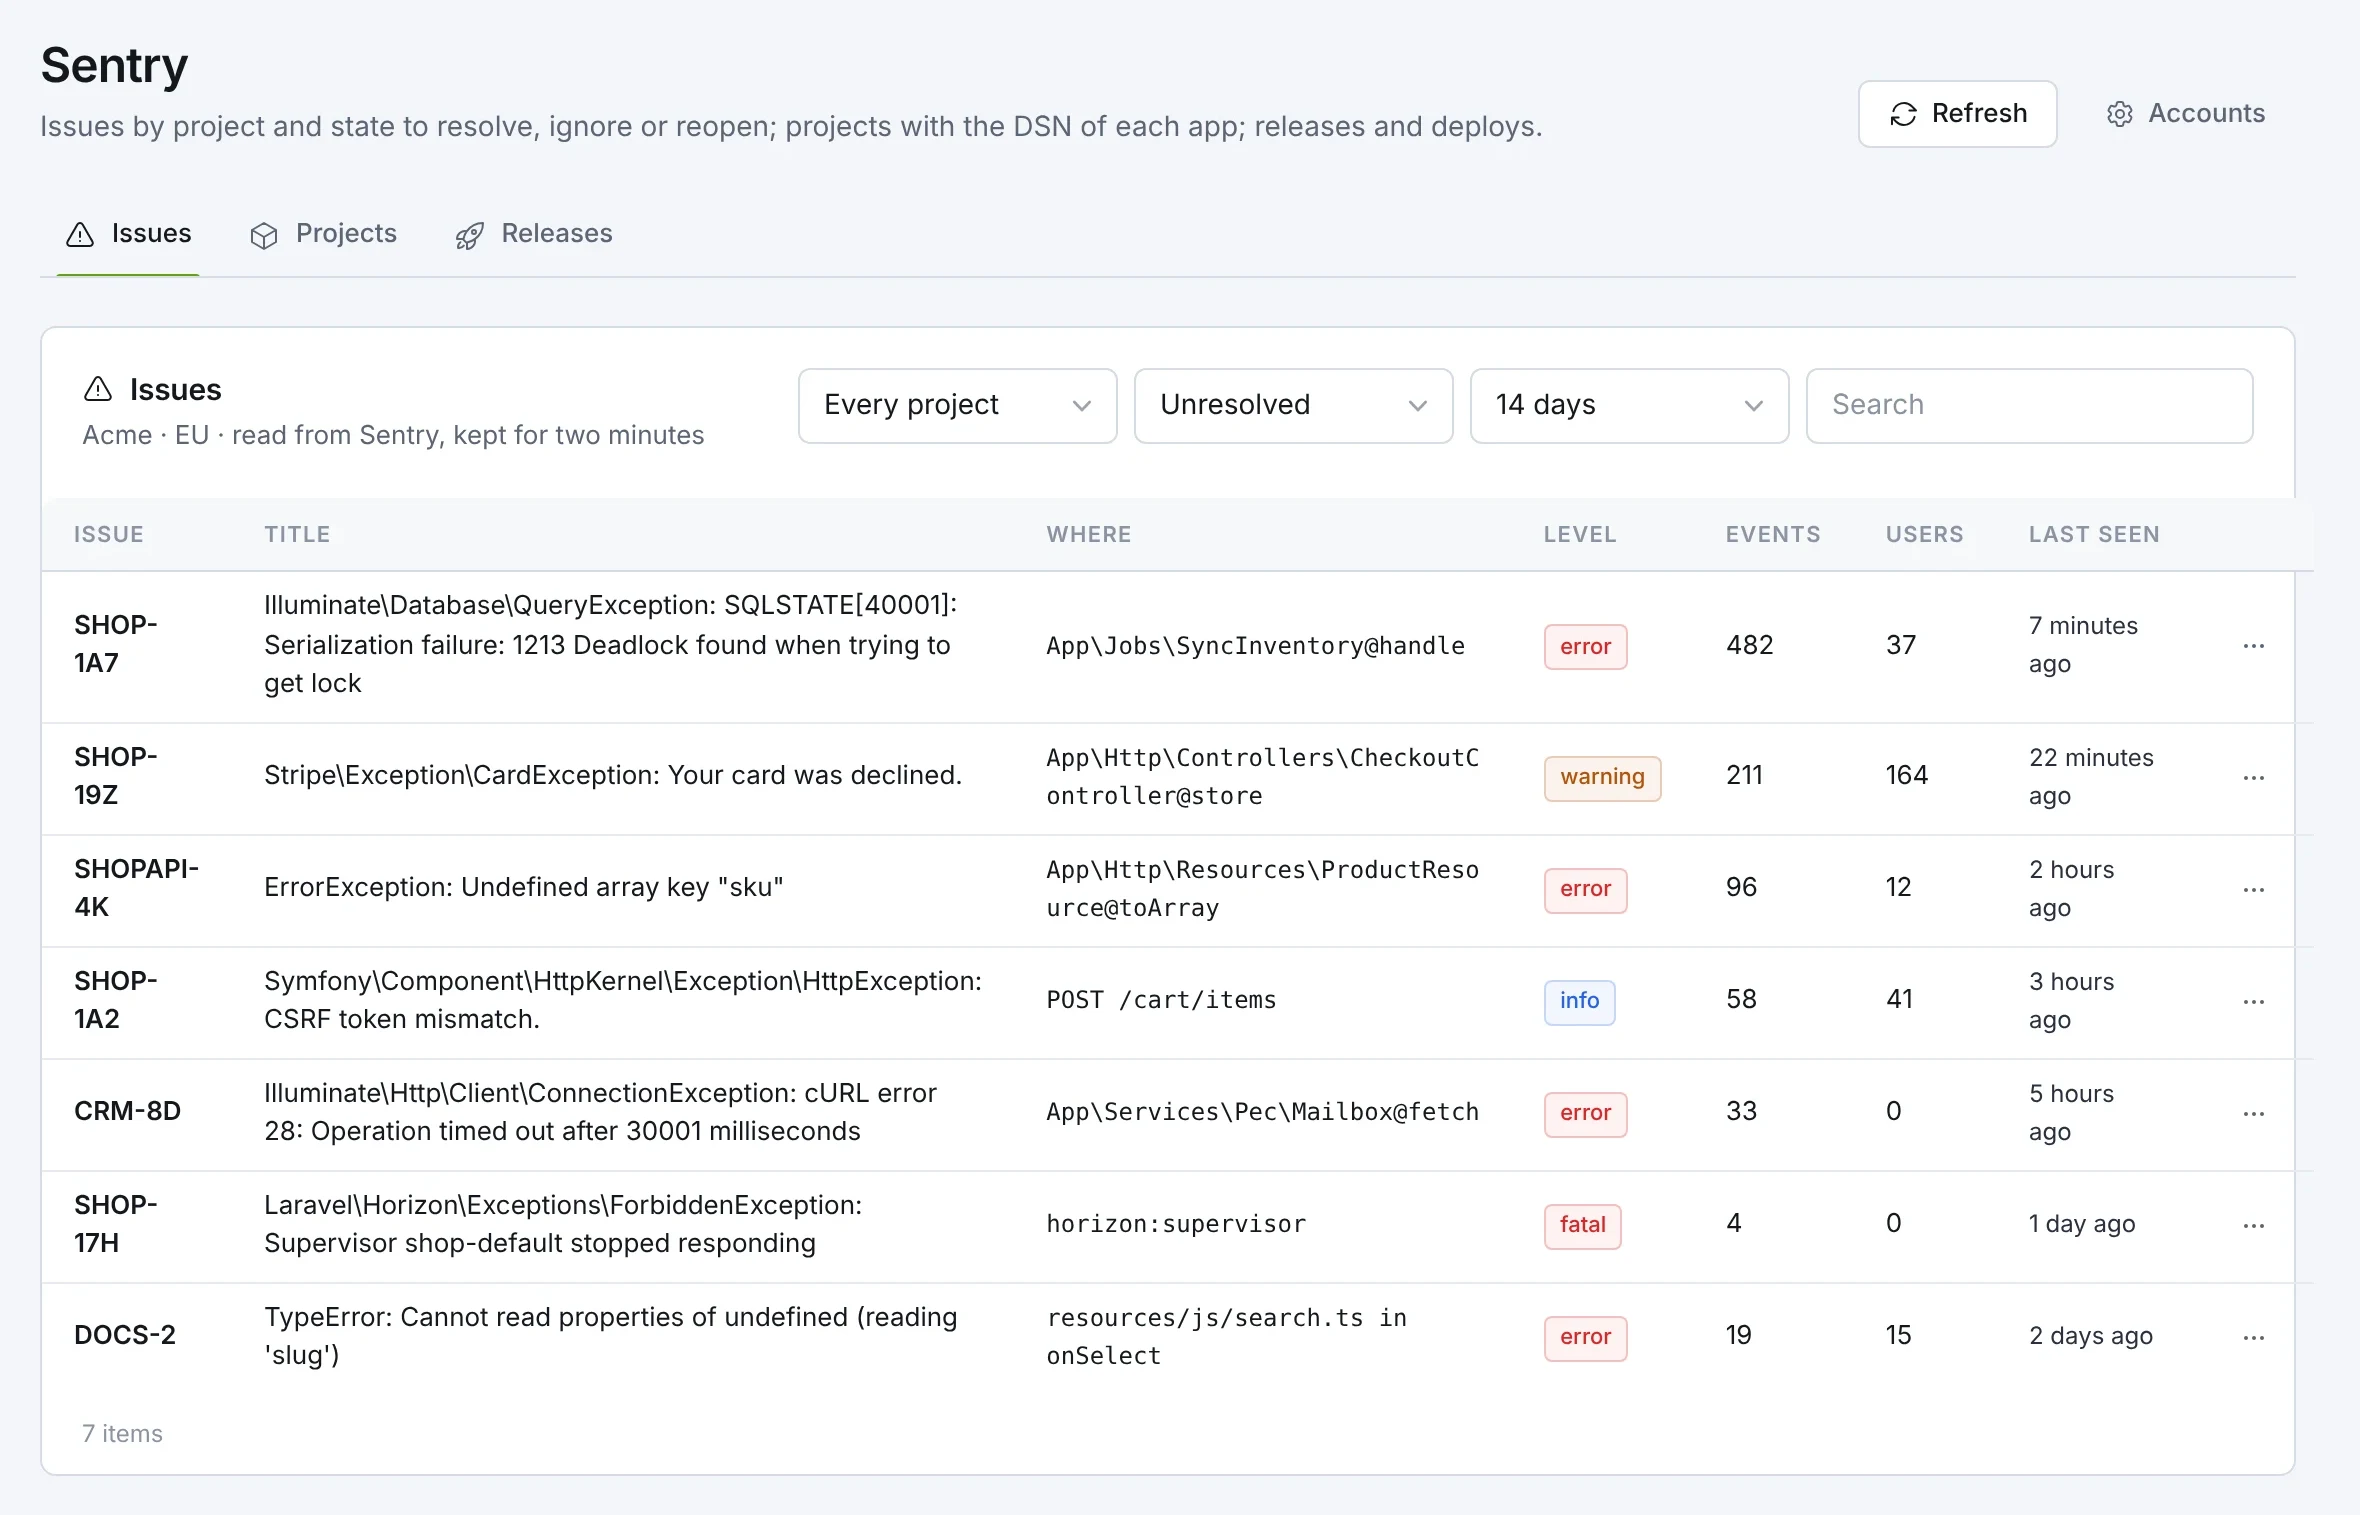 Sentry
Issues by project and state to resolve, ignore or reopen; projects with the DSN of each app; releases and deploys.
Refresh
Accounts
Issues
Projects
Releases
Issues
Acme · EU · read from Sentry, kept for two minutes
Every project
Unresolved
14 days
Search
ISSUE TITLE WHERE LEVEL EVENTS USERS LAST SEEN
SHOP-
1A7
Illuminate\Database\QueryException: SQLSTATE[40001]:
Serialization failure: 1213 Deadlock found when trying to
get lock
App\Jobs\SyncInventory@handle
error
482
37
7 minutes
ago
...
SHOP-
19Z
Stripe\Exception\CardException: Your card was declined.
App\Http\Controllers\CheckoutC
ontroller@store
warning
211
164
22 minutes
ago
...
SHOPAPI-
4K
ErrorException: Undefined array key "sku"
App\Http\Resources\ProductReso
urce@toArray
error
96
12
2 hours
ago
...
SHOP-
1A2
Symfony\Component\HttpKernel\Exception\HttpException:
CSRF token mismatch.
POST /cart/items
info
58
41
3 hours
ago
...
CRM-8D
Illuminate\Http\Client\ConnectionException: cURL error
28: Operation timed out after 30001 milliseconds
App\Services\Pec\Mailbox@fetch
error
33
0
5 hours
ago
...
SHOP-
17H
Laravel\Horizon\Exceptions\ForbiddenException:
Supervisor shop-default stopped responding
horizon:supervisor
fatal
4
0
1 day ago
...
DOCS-2
TypeError: Cannot read properties of undefined (reading
'slug')
resources/js/search.ts in
onSelect
error
19
15
2 days ago
...
7 items